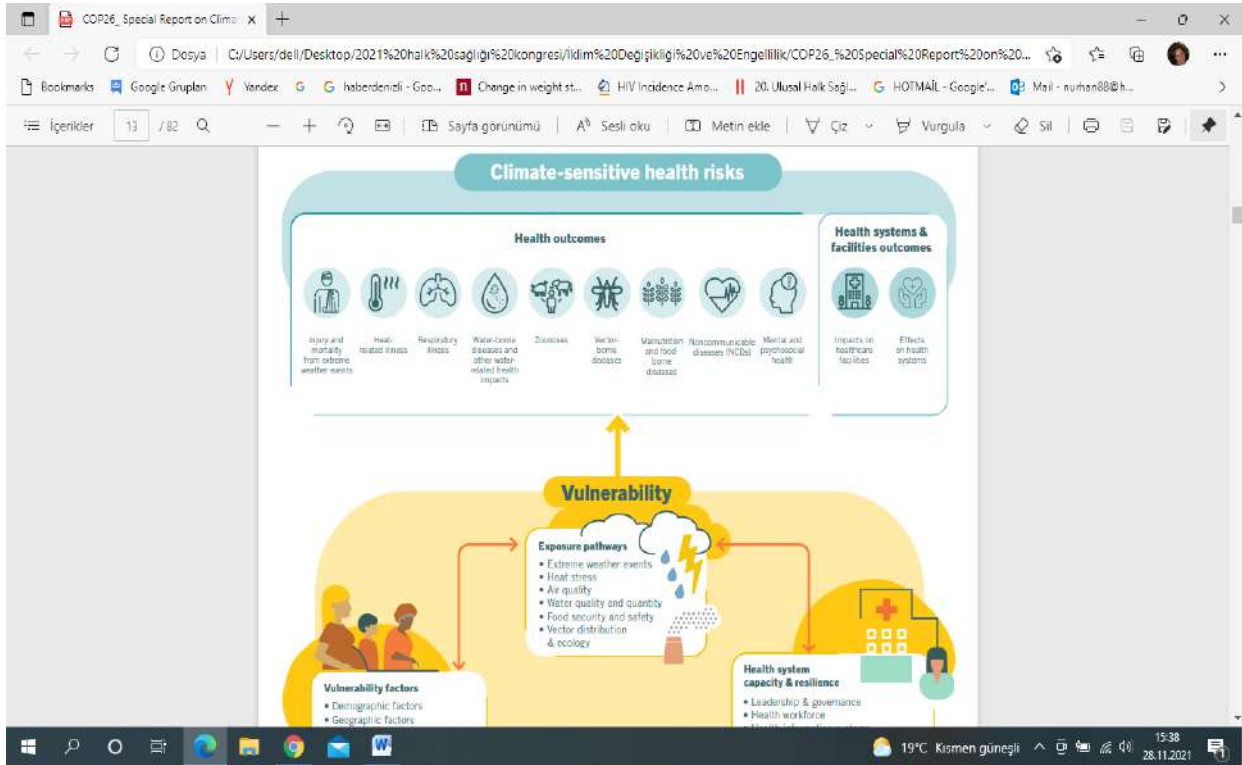 COP26_ Special Report on Clima
Dosya
C:/Users/dell/Desktop/2021%20halk%20sağlığı%20kongresi/İklim%20Değişikliği%20ve%20Engellilik/COP26_%20Special%20Report%20on%20...
Bookmarks
Google Gruplan
Yandex
haberdenizli - Goo...
Change in weight st...
HIV Incidence Amo...
20. Ulusal Halk Sağl...
HOTMAİL - Google'...
Mail - nurhan88@h...
İçerikler
13 / 82
Sayfa görünümü
Sesli oku
Metin ekle
Çiz
Vurgula
Sil
Climate-sensitive health risks
Health outcomes
Health systems &
facilities outcomes
Injury and
mortality
from extreme
weather events
Heat-
related illness
Respiratory
illness
Water-borne
diseases and
other water-
related health
impacts
Zoonoses
Vector-
borne
diseases
Malnutrition
and food-
borne
diseases
Noncommunicable
diseases (NCDs)
Mental and
psychosocial
health
Impacts on
healthcare
facilities
Effects
on health
systems
Vulnerability
Exposure pathways
• Extreme weather events
• Heat stress
• Air quality
• Water quality and quantity
• Food security and safety
• Vector distribution
& ecology
Vulnerability factors
• Demographic factors
• Geographic factors
Health system
capacity & resilience
• Leadership & governance
• Health workforce
• Health information systems
19°C Kısmen güneşli
15:38
28.11.2021